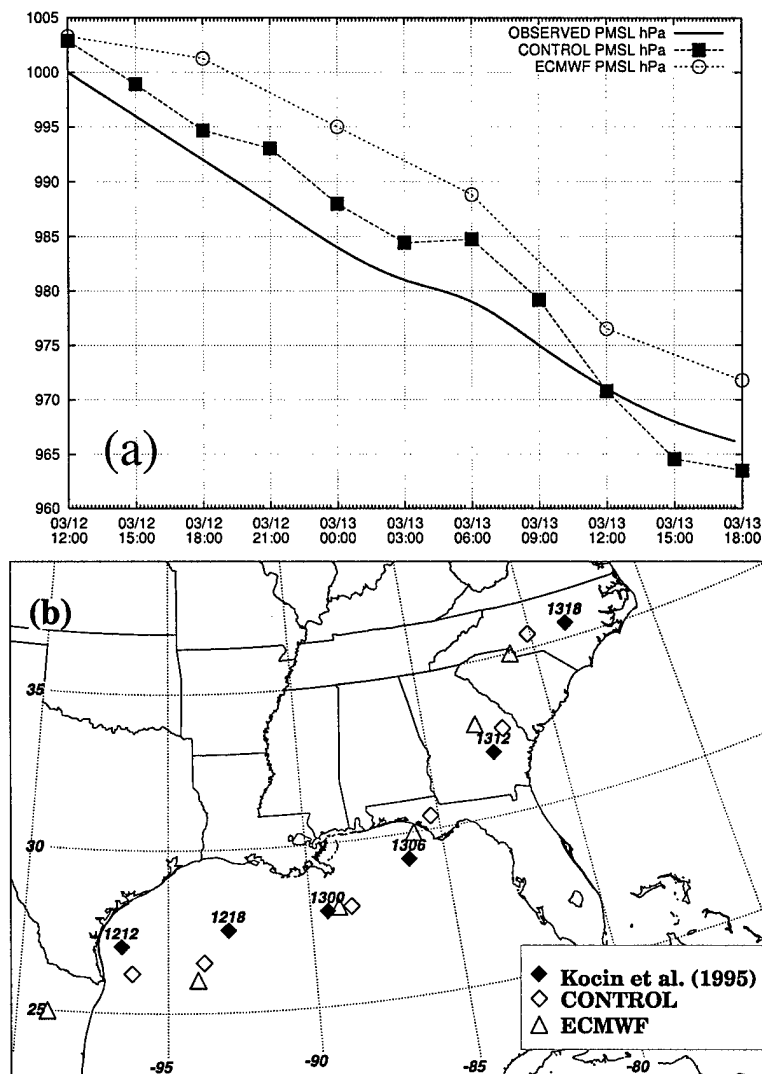 1005
1000
995
990
985
980
975
970
965
960
OBSERVED PMSL hPa
CONTROL PMSL hPa
ECMWF PMSL hPa
(a)
03/12 03/12 03/12 03/12 03/13 03/13 03/13 03/13 03/13 03/13 03/13
12:00 15:00 18:00 21:00 00:00 03:00 06:00 09:00 12:00 15:00 18:00
(b)
1318
35
1312
30
1306
1300
1218
1212
25
Kocin et al. (1995)
CONTROL
ECMWF
-95
-90
-85
-80